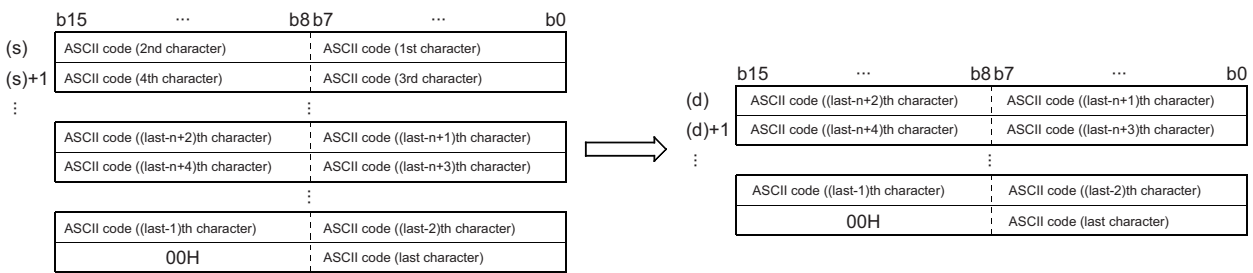 b15 ⋯ b8 b7 ⋯ b0
(s) ASCII code (2nd character) ASCII code (1st character)
(s)+1 ASCII code (4th character) ASCII code (3rd character)
⋮ ⋮
ASCII code ((last-n+2)th character) ASCII code ((last-n+1)th character)
ASCII code ((last-n+4)th character) ASCII code ((last-n+3)th character)
⋮
ASCII code ((last-1)th character) ASCII code ((last-2)th character)
00H ASCII code (last character)
b15 ⋯ b8 b7 ⋯ b0
(d) ASCII code ((last-n+2)th character) ASCII code ((last-n+1)th character)
(d)+1 ASCII code ((last-n+4)th character) ASCII code ((last-n+3)th character)
⋮ ⋮
ASCII code ((last-1)th character) ASCII code ((last-2)th character)
00H ASCII code (last character)